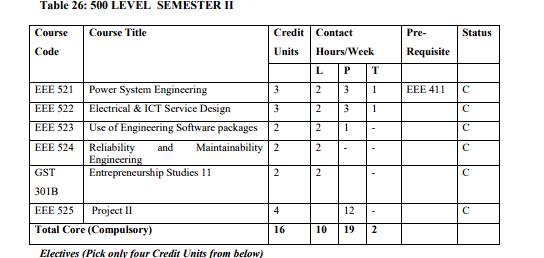 Table 26: 500 LEVEL SEMESTER II
Course Code Course Title Credit Units Contact Hours/Week Pre-Requisite Status
L P T
EEE 521 Power System Engineering 3 2 3 1 EEE 411 C
EEE 522 Electrical & ICT Service Design 3 2 3 1 C
EEE 523 Use of Engineering Software packages 2 2 1 - C
EEE 524 Reliability and Maintainability Engineering 2 2 - - C
GST 301B Entrepreneurship Studies 11 2 2 - C
EEE 525 Project II 4 12 - C
Total Core (Compulsory) 16 10 19 2
Electives (Pick only four Credit Units from below)